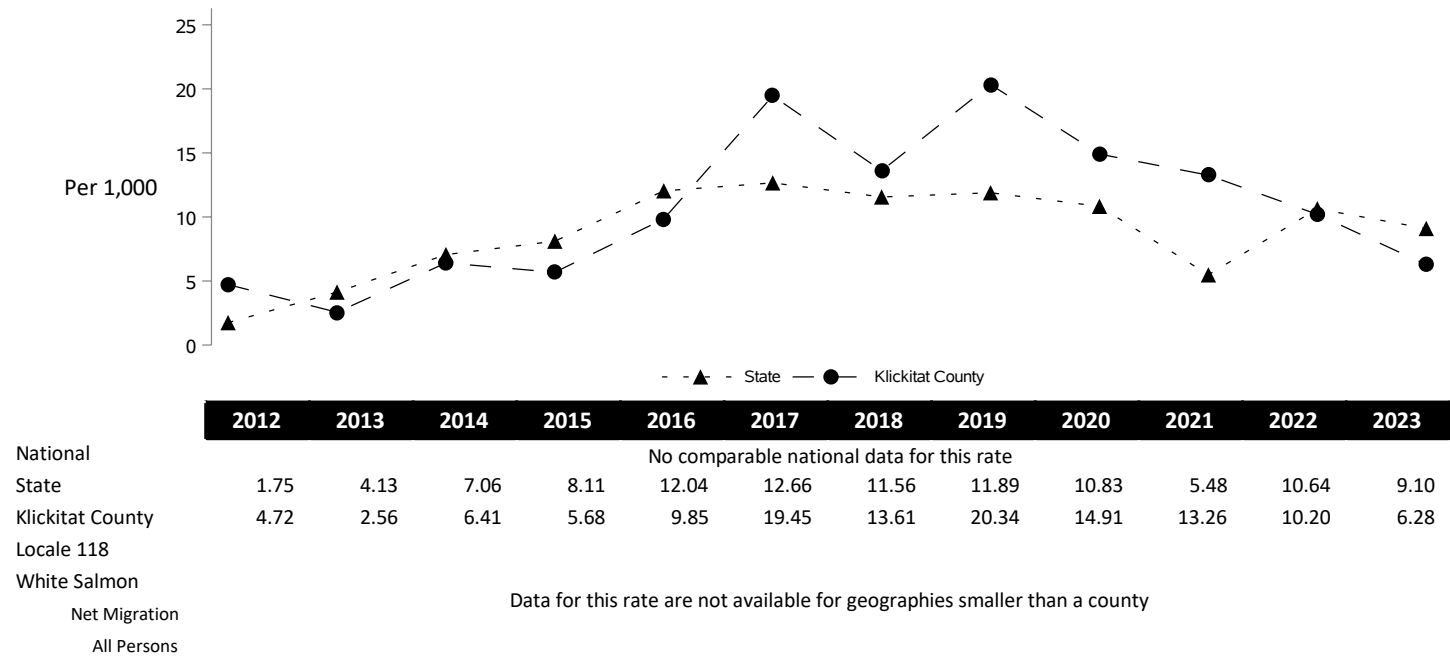 25
20
15
Per 1,000
10
5
0
State Klickitat County
2012 2013 2014 2015 2016 2017 2018 2019 2020 2021 2022 2023
National No comparable national data for this rate
State 1.75 4.13 7.06 8.11 12.04 12.66 11.56 11.89 10.83 5.48 10.64 9.10
Klickitat County 4.72 2.56 6.41 5.68 9.85 19.45 13.61 20.34 14.91 13.26 10.20 6.28
Locale 118
White Salmon
Data for this rate are not available for geographies smaller than a county
Net Migration
All Persons